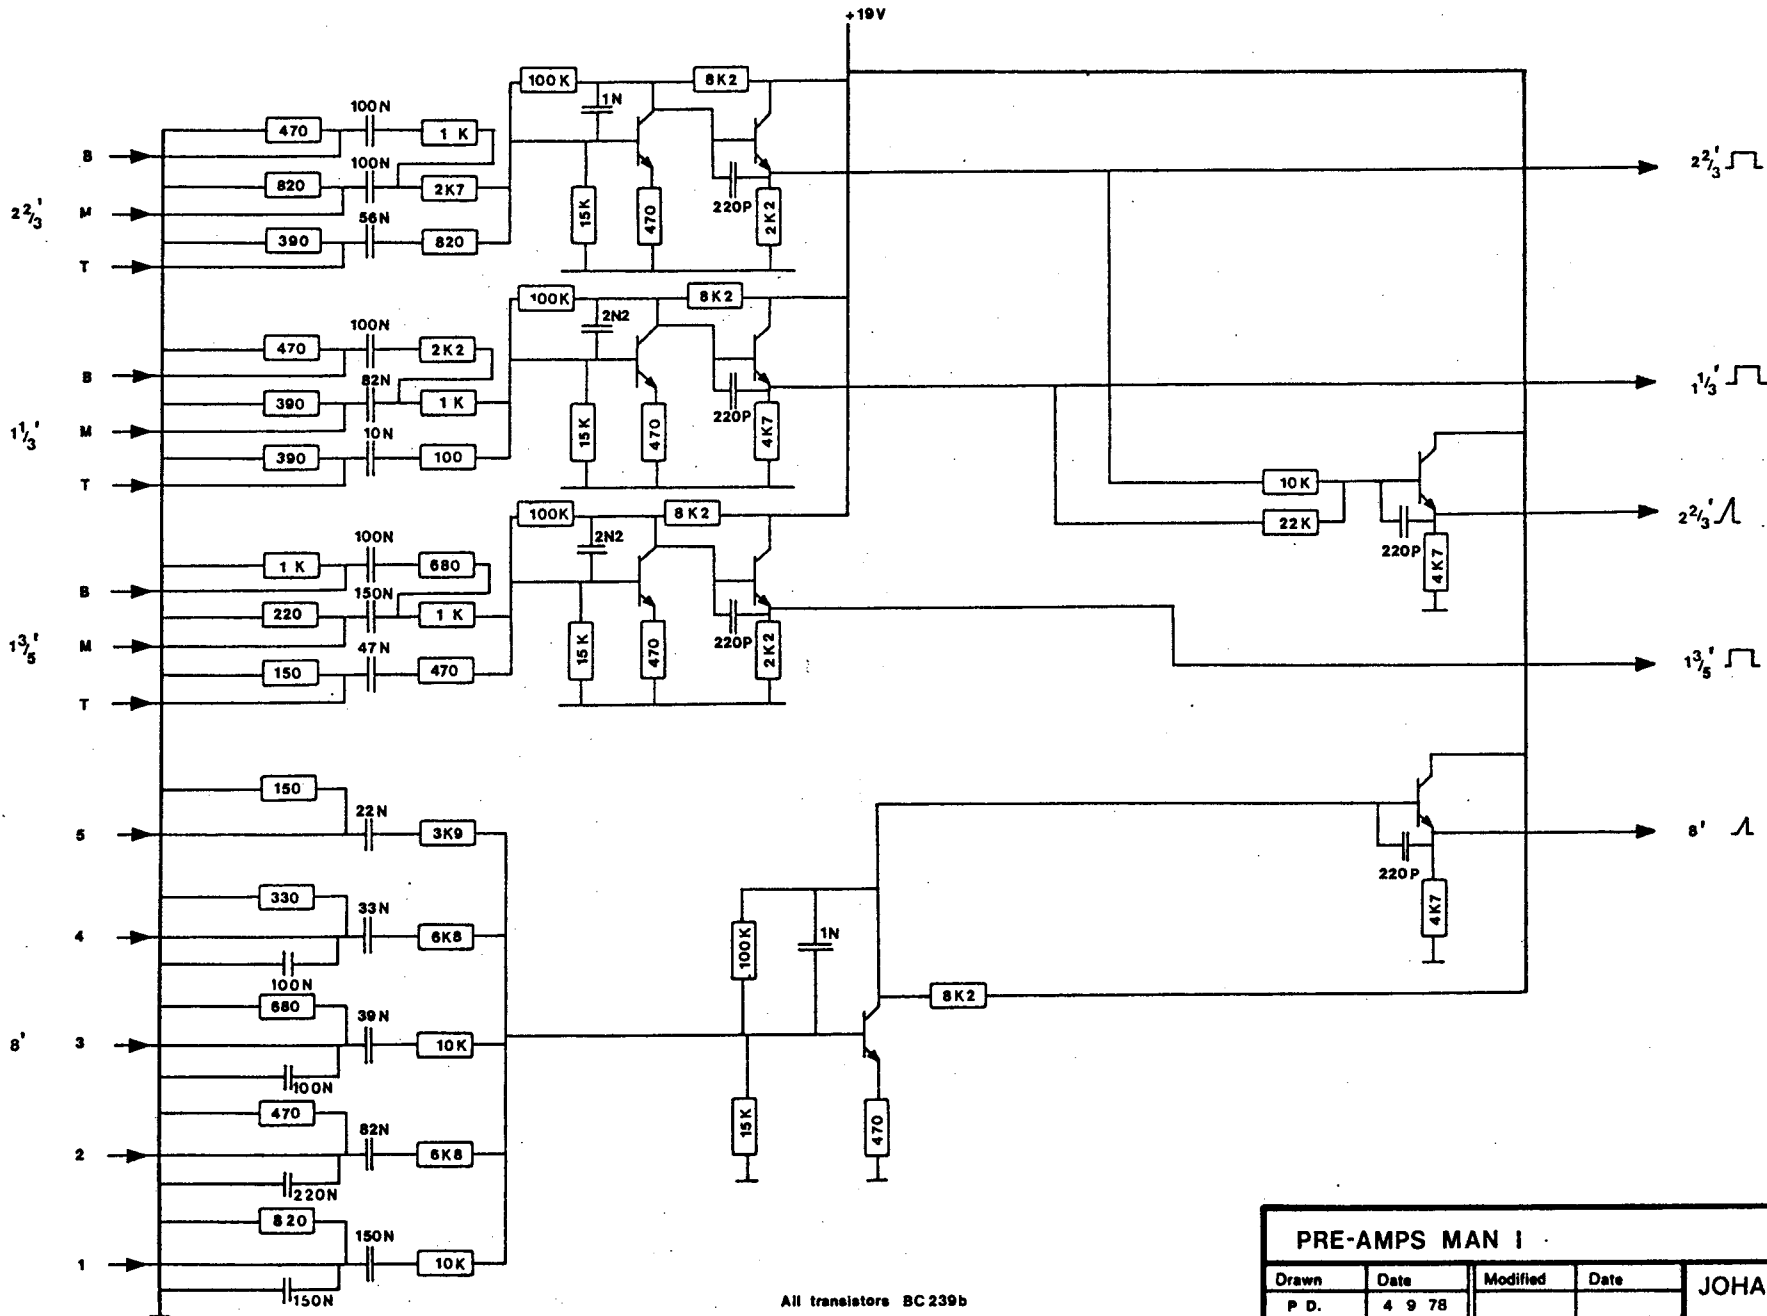 +19V
100K
8K2
1N
100N
470
1 K
B
100N
820
2K7
2 2/3' M
56N
390
820
T
15K
470
220P
2K2
2 2/3'
100K
8K2
2N2
100N
470
2K2
B
82N
390
1 K
1 1/3' M
10N
390
100
T
15K
470
220P
4K7
1 1/3'
10K
22K
220P
4K7
2 2/3'
100K
8K2
2N2
100N
1 K
680
B
150N
220
1 K
1 3/5' M
47N
150
470
T
15K
470
220P
2K2
1 3/5'
150
22N
5
3K9
220P
4K7
8'
330
33N
4
6K8
100N
100K
1N
8K2
680
39N
8' 3
10K
100N
15K
470
470
82N
2
6K8
220N
820
150N
1
10K
150N
All transistors BC239b
PRE-AMPS MAN I
Drawn Date Modified Date JOHA
P D. 4 9 78